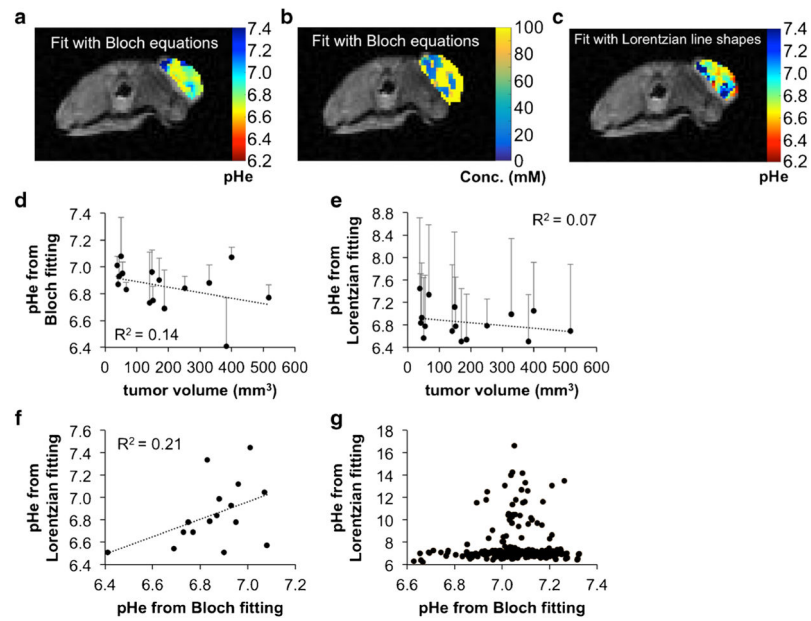 a
Fit with Bloch equations
7.4
7.2
7.0
6.8
6.6
6.4
6.2
pHe
b
Fit with Bloch equations
100
80
60
40
20
0
Conc. (mM)
c
Fit with Lorentzian line shapes
7.4
7.2
7.0
6.8
6.6
6.4
6.2
pHe
d
pHe from
Bloch fitting
7.4
7.2
7.0
6.8
6.6
6.4
R² = 0.14
0 100 200 300 400 500 600
tumor volume (mm³)
e
pHe from
Lorentzian fitting
8.8
8.4
8.0
7.6
7.2
6.8
6.4
R² = 0.07
0 100 200 300 400 500 600
tumor volume (mm³)
f
pHe from
Lorentzian fitting
7.6
7.4
7.2
7.0
6.8
6.6
6.4
R² = 0.21
6.4 6.6 6.8 7.0 7.2
pHe from Bloch fitting
g
pHe from
Lorentzian fitting
18
16
14
12
10
8
6
6.6 6.8 7.0 7.2 7.4
pHe from Bloch fitting